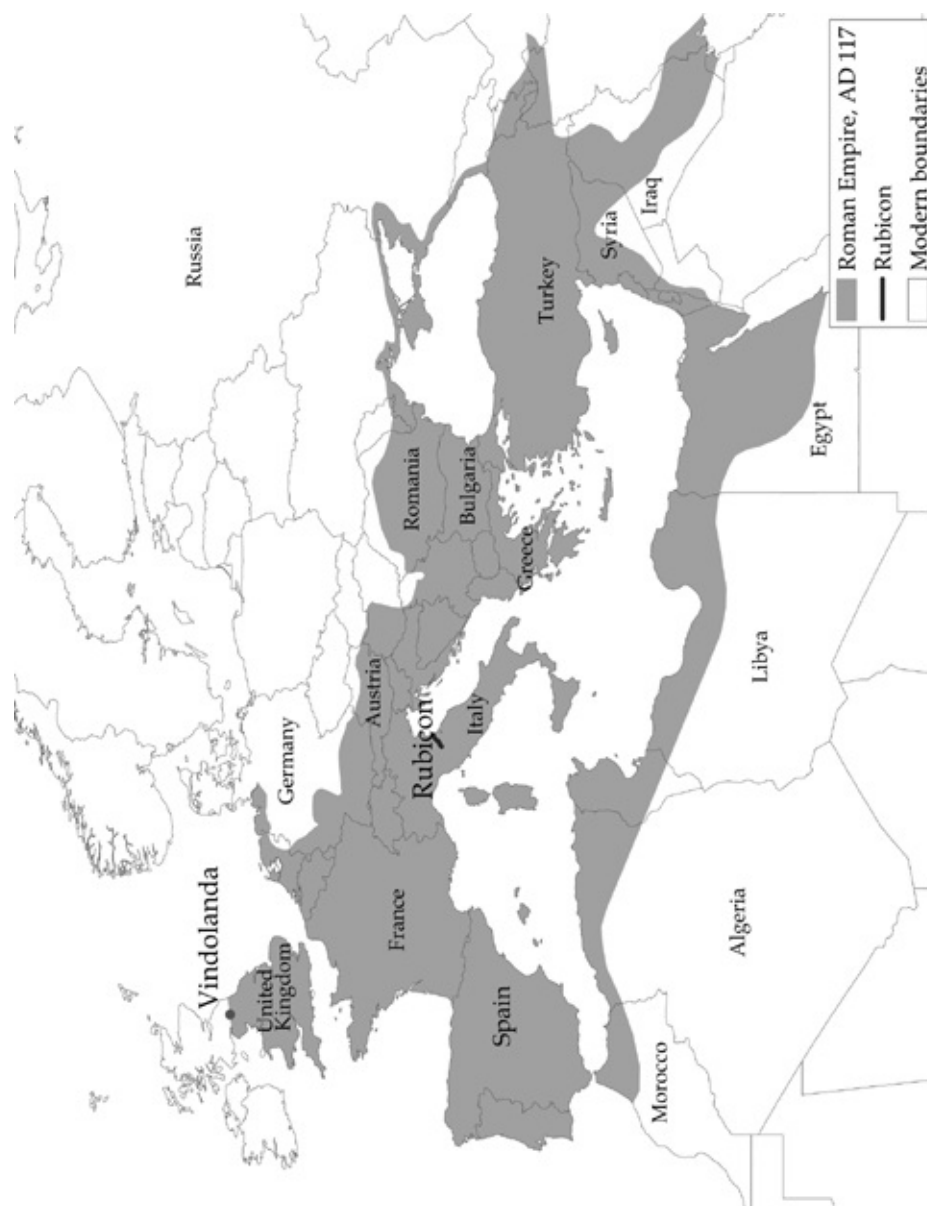 Russia
Vindolanda
United
Kingdom
Germany
France
Austria
Romania
Bulgaria
Rubicon
Italy
Greece
Turkey
Spain
Syria
Iraq
Morocco
Algeria
Libya
Egypt
Roman Empire, AD 117
Rubicon
Modern boundaries